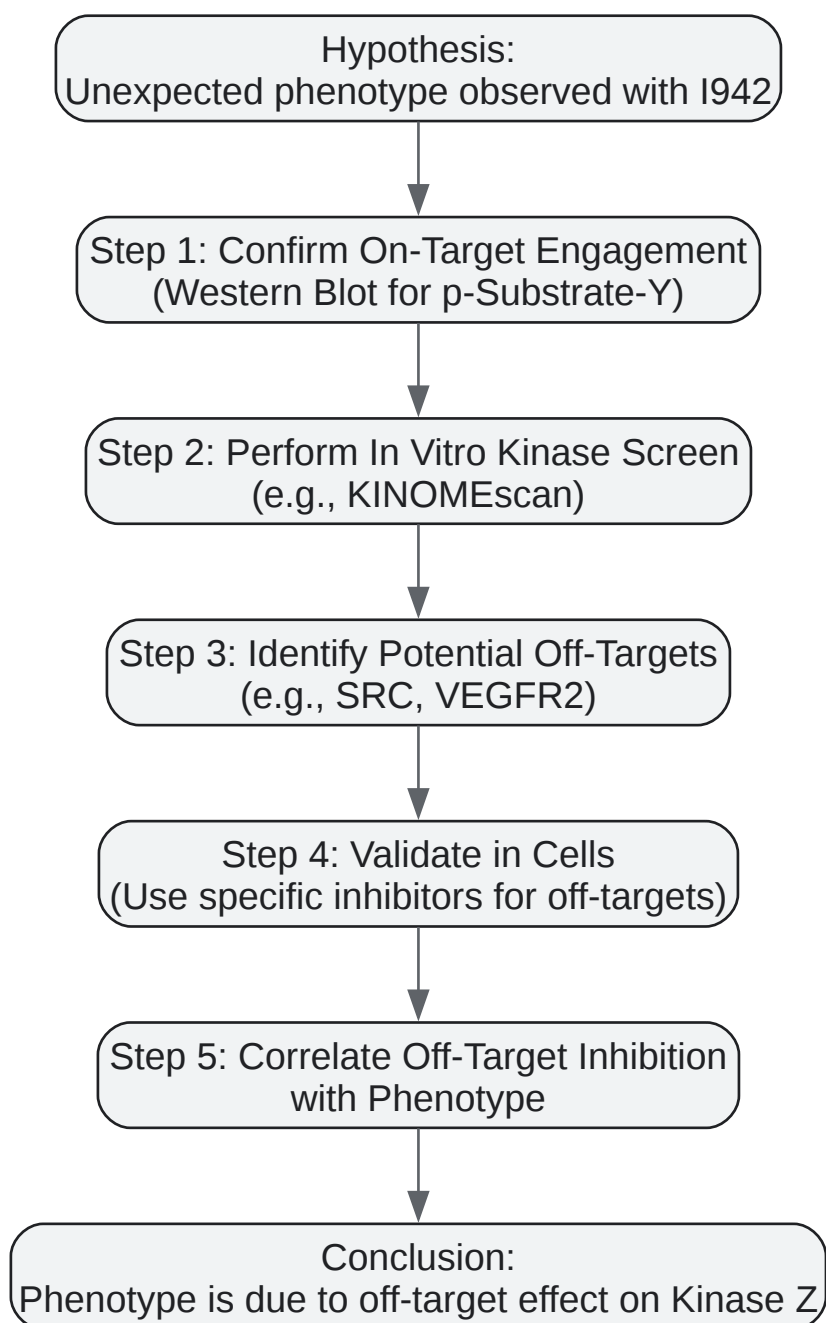 Hypothesis:
Unexpected phenotype observed with I942
Step 1: Confirm On-Target Engagement
(Western Blot for p-Substrate-Y)
Step 2: Perform In Vitro Kinase Screen
(e.g., KINOMEscan)
Step 3: Identify Potential Off-Targets
(e.g., SRC, VEGFR2)
Step 4: Validate in Cells
(Use specific inhibitors for off-targets)
Step 5: Correlate Off-Target Inhibition
with Phenotype
Conclusion:
Phenotype is due to off-target effect on Kinase Z